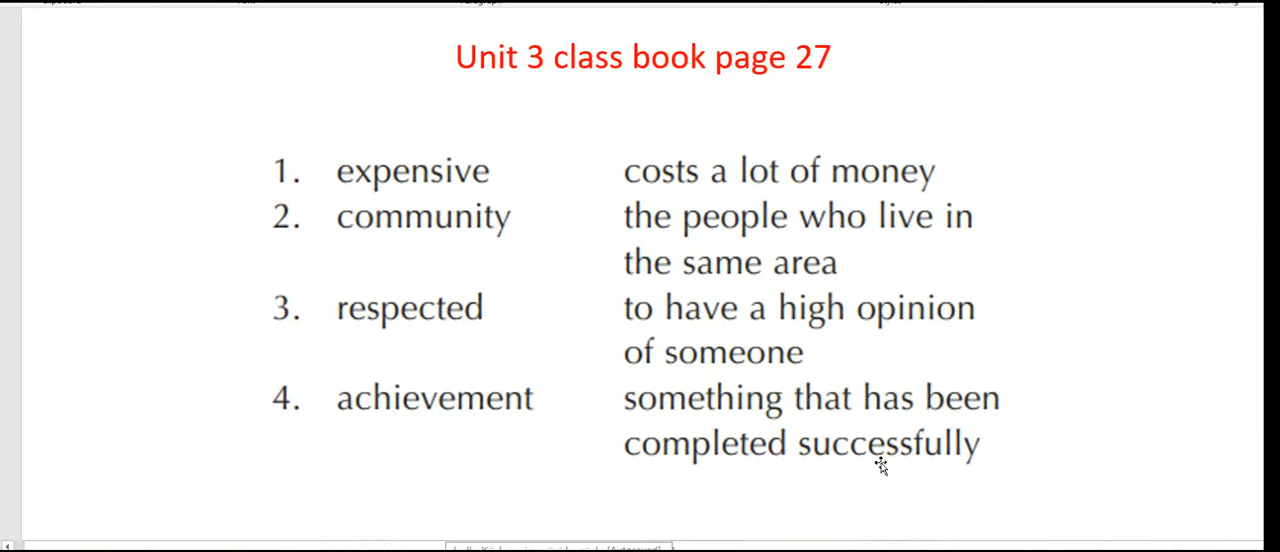 Unit 3 class book page 27
1. expensive costs a lot of money
2. community the people who live in
the same area
3. respected to have a high opinion
of someone
4. achievement something that has been
completed successfully